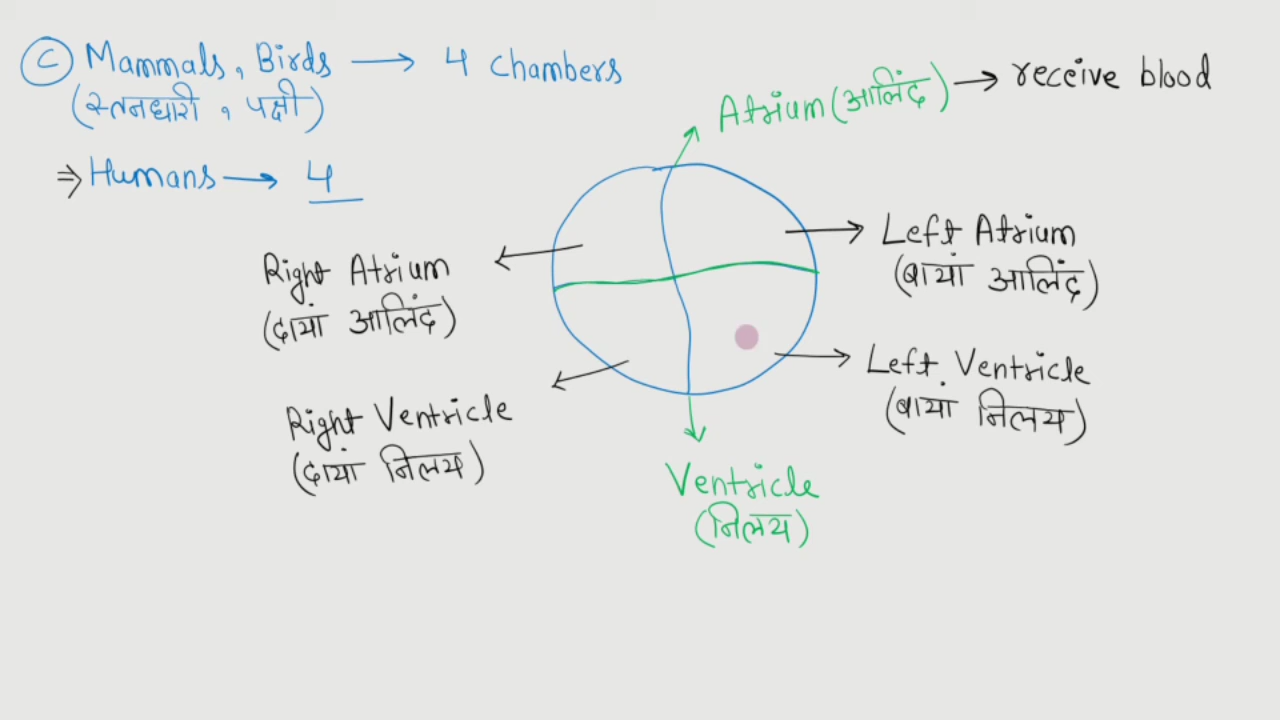 C Mammals, Birds → 4 chambers
(स्तनधारी, पक्षी)
⇒ Humans → 4
Atrium (आलिंद) → receive blood
Right Atrium
(दायां आलिंद)
Left Atrium
(बायां आलिंद)
Right Ventricle
(दायां निलय)
Left Ventricle
(बायां निलय)
Ventricle
(निलय)